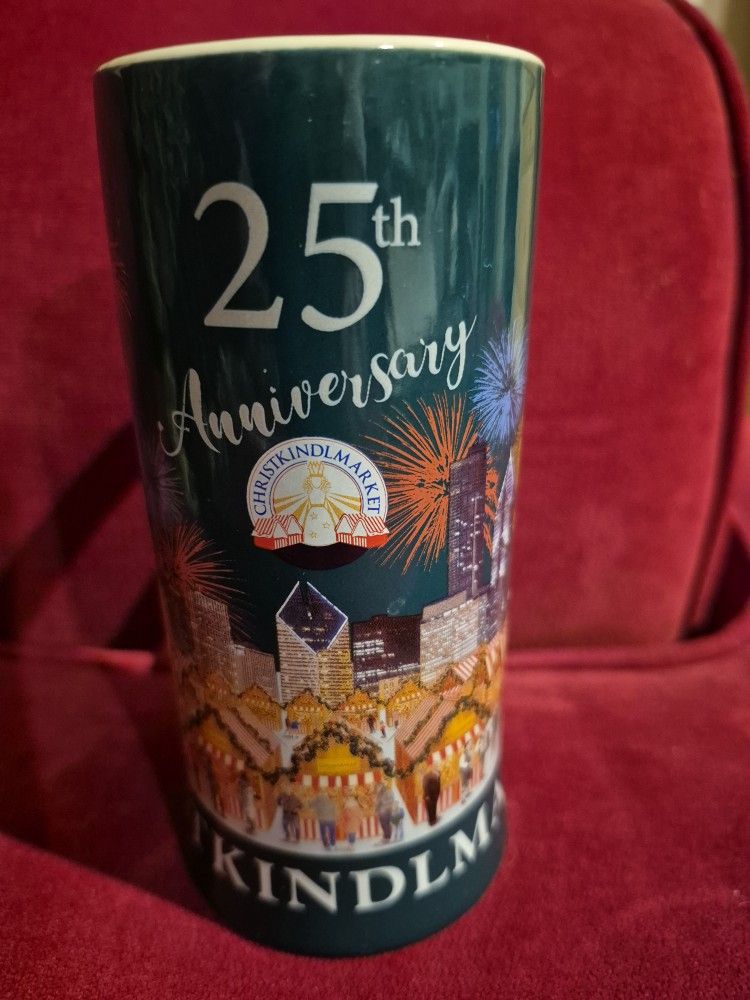 25th
Anniversary
CHRISTKINDLMARKET
TKINDLMA